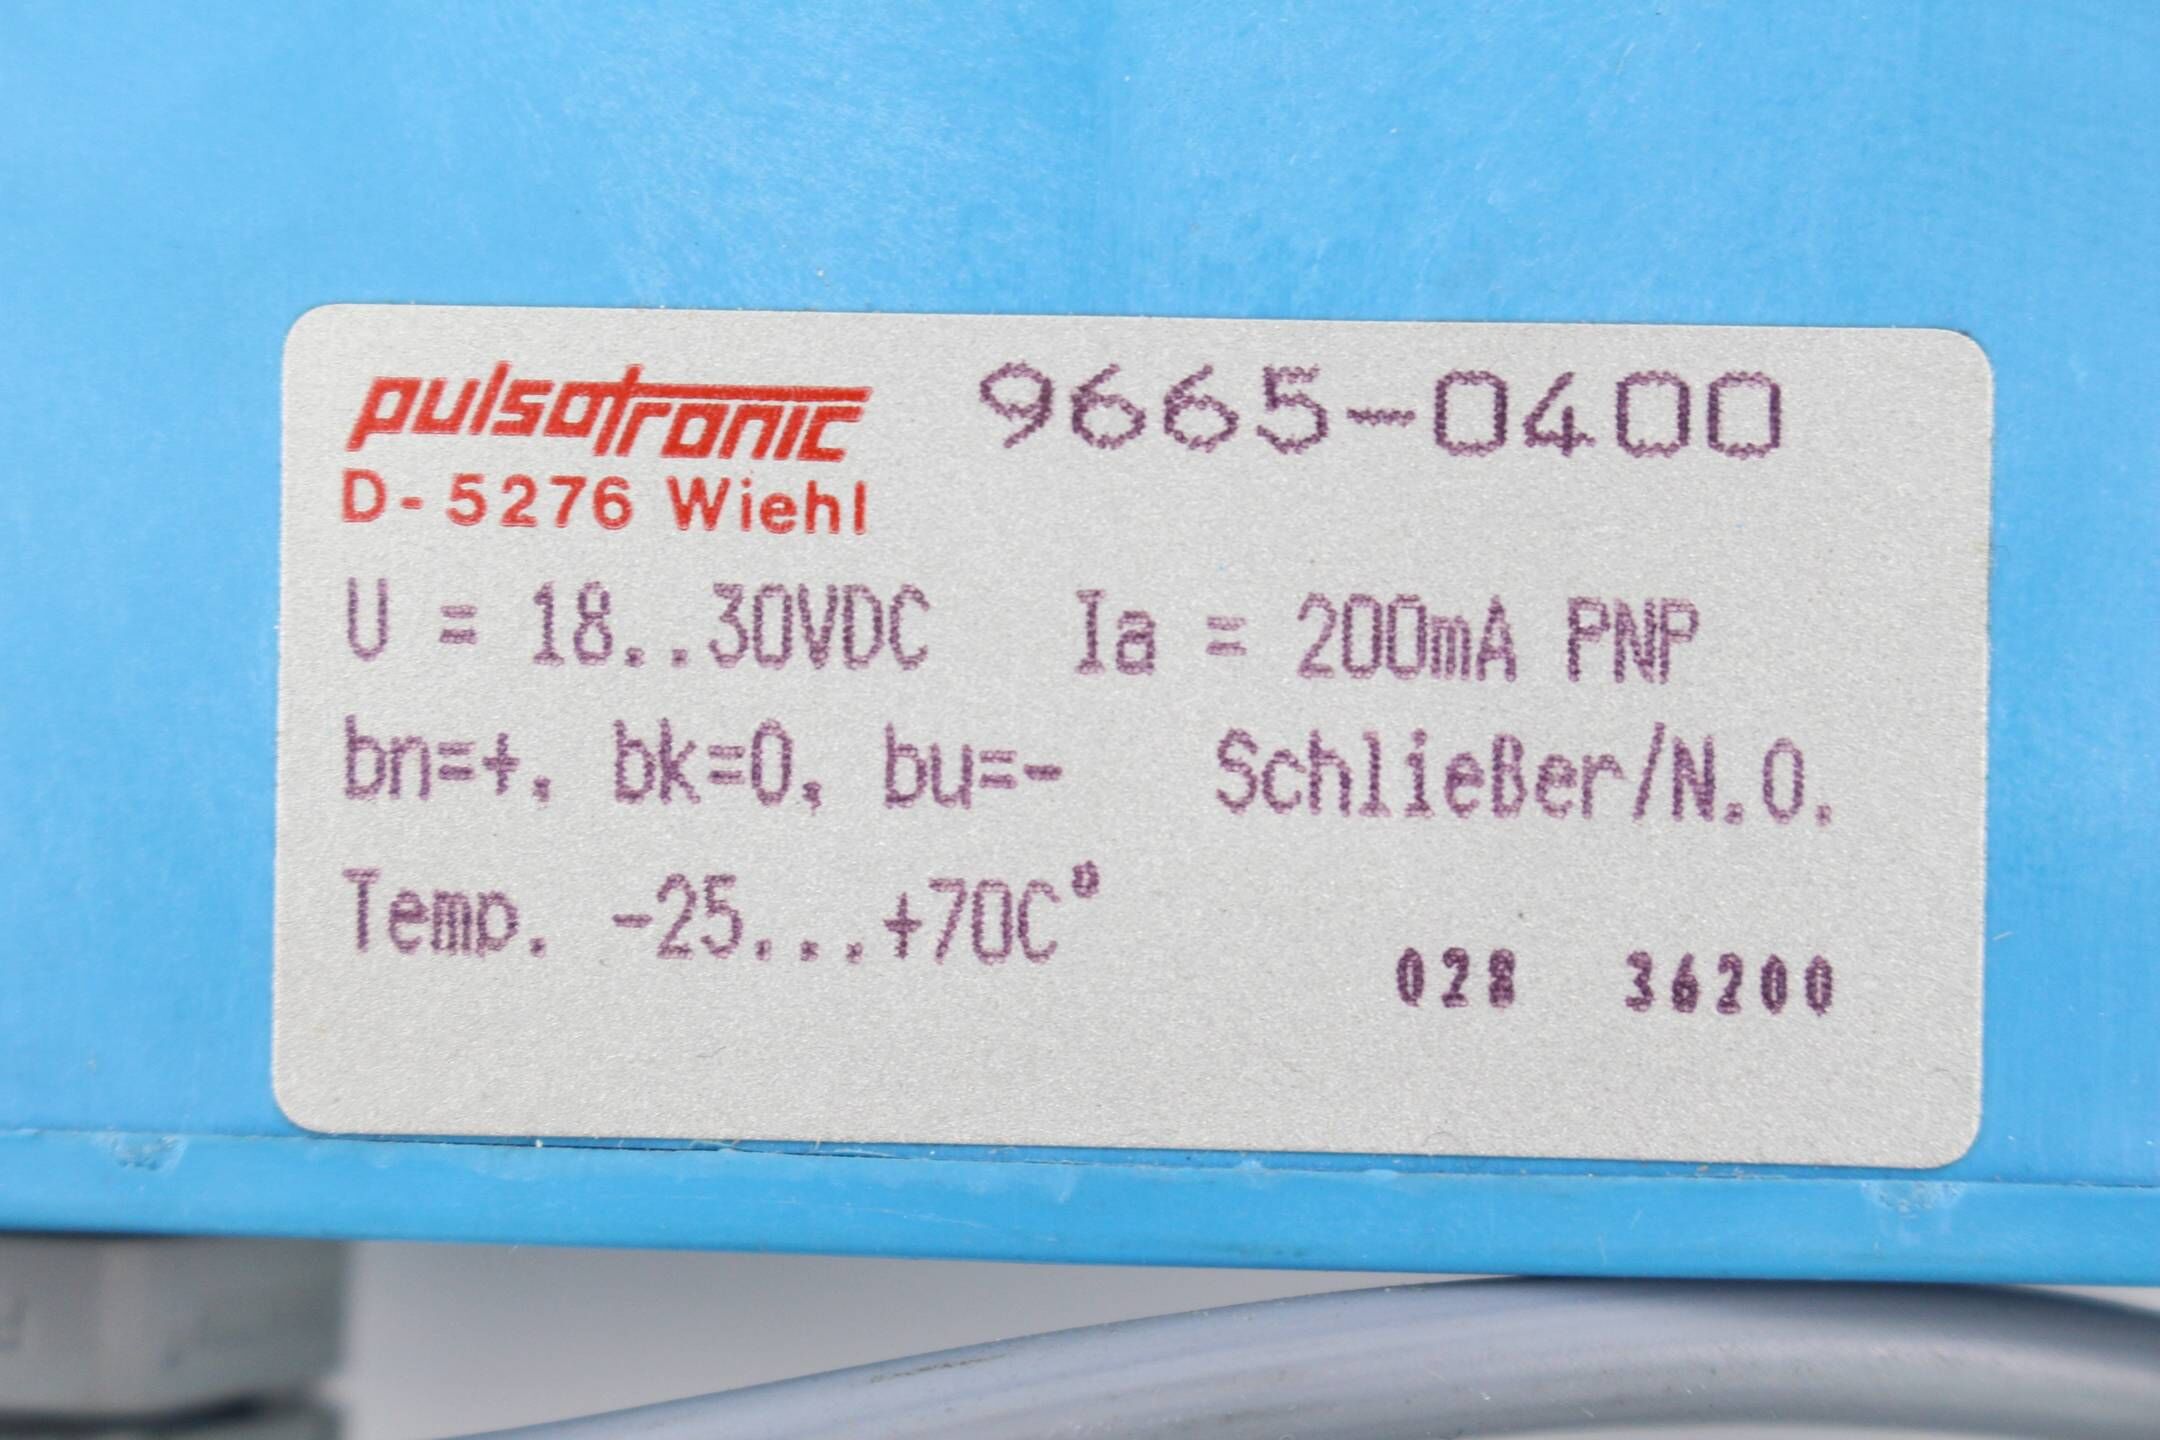 pulsotronic 9665-0400
D-5276 Wiehl
U = 18..30VDC Ia = 200mA PNP
bn=+, bk=0, bu=- Schließer/N.O.
Temp. -25...+70C°
028 36200